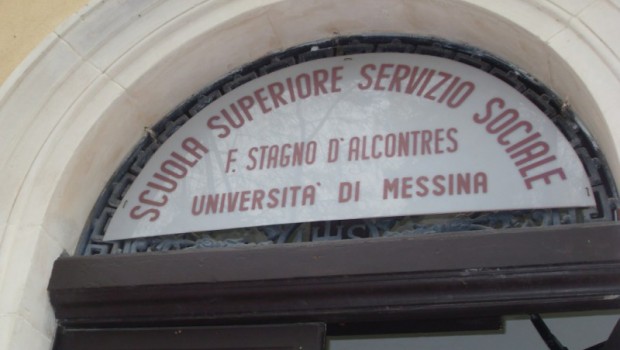 SCUOLA SUPERIORE SERVIZIO SOCIALE
F. STAGNO D'ALCONTRES
UNIVERSITA' DI MESSINA